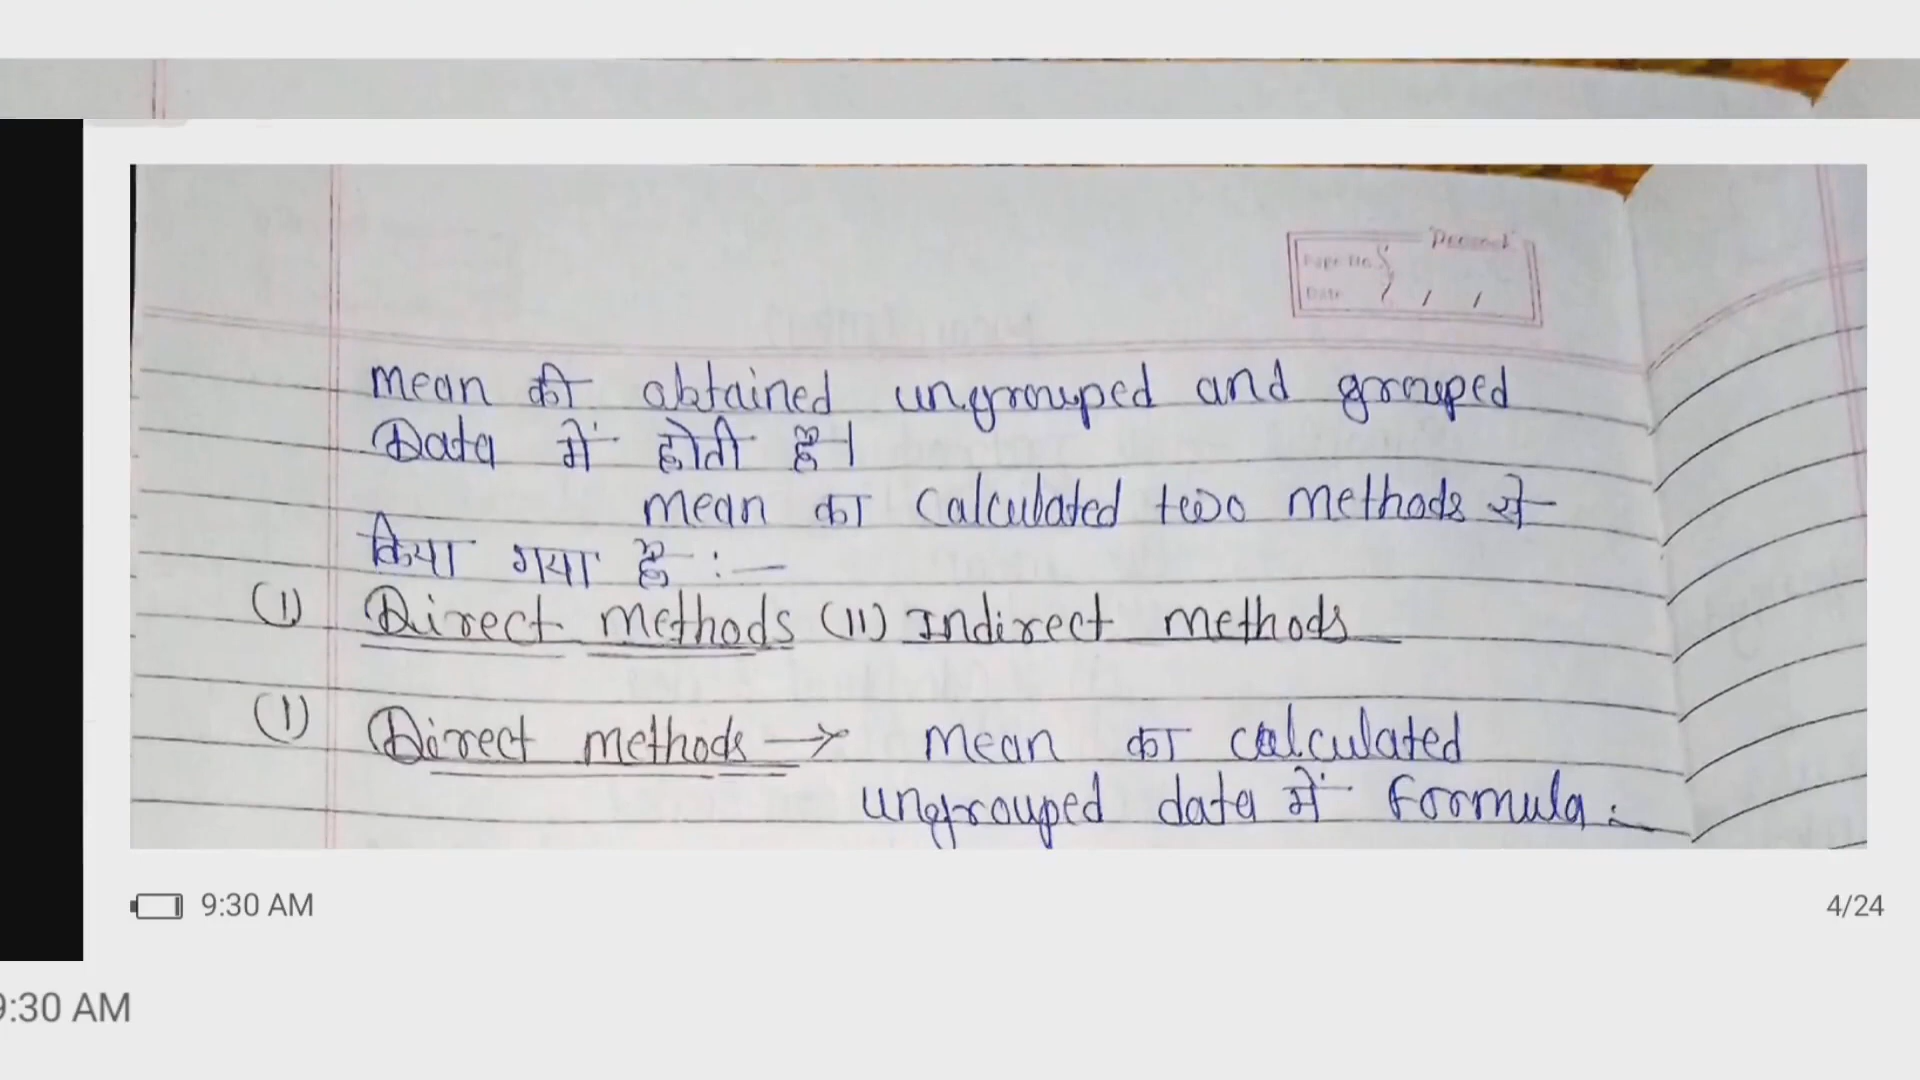 mean की obtained ungrouped and grouped
Data में होती है।
mean का calculated two methods से
किया गया है :—
(I) Direct methods (II) Indirect methods
(I) Direct methods → mean का calculated
ungrouped data में formula :-
9:30 AM
4/24
9:30 AM